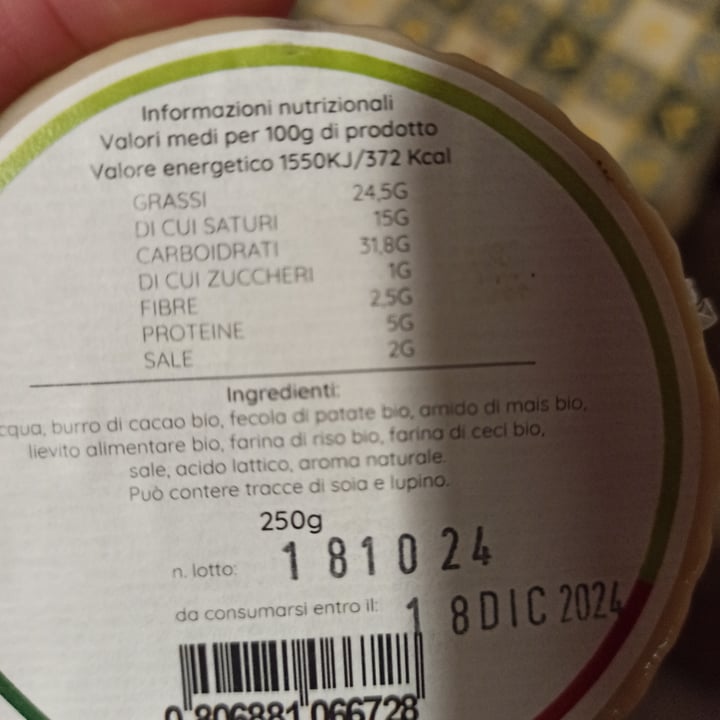 Informazioni nutrizionali
Valori medi per 100g di prodotto
Valore energetico 1550KJ/372 Kcal
GRASSI 24,5G
DI CUI SATURI 15G
CARBOIDRATI 31,8G
DI CUI ZUCCHERI 1G
FIBRE 2,5G
PROTEINE 5G
SALE 2G
Ingredienti:
cqua, burro di cacao bio, fecola di patate bio, amido di mais bio,
lievito alimentare bio, farina di riso bio, farina di ceci bio,
sale, acido lattico, aroma naturale.
Può contere tracce di soia e lupino.
250g
n. lotto: 181024
da consumarsi entro il: 18 DIC 2024
0 806881 066728